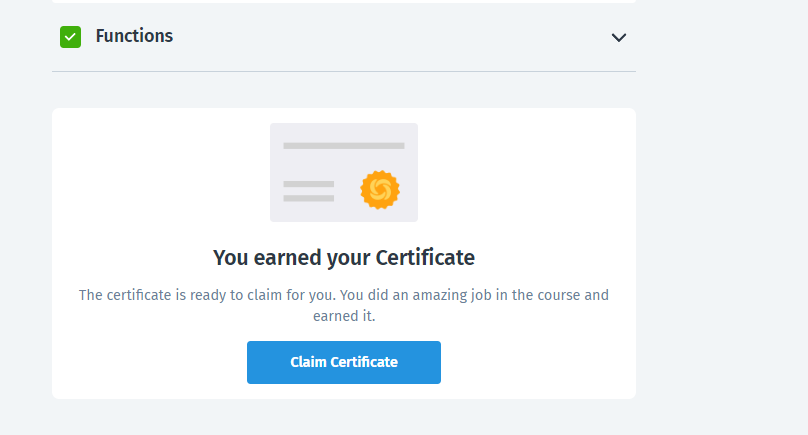 Functions
You earned your Certificate
The certificate is ready to claim for you. You did an amazing job in the course and
earned it.
Claim Certificate